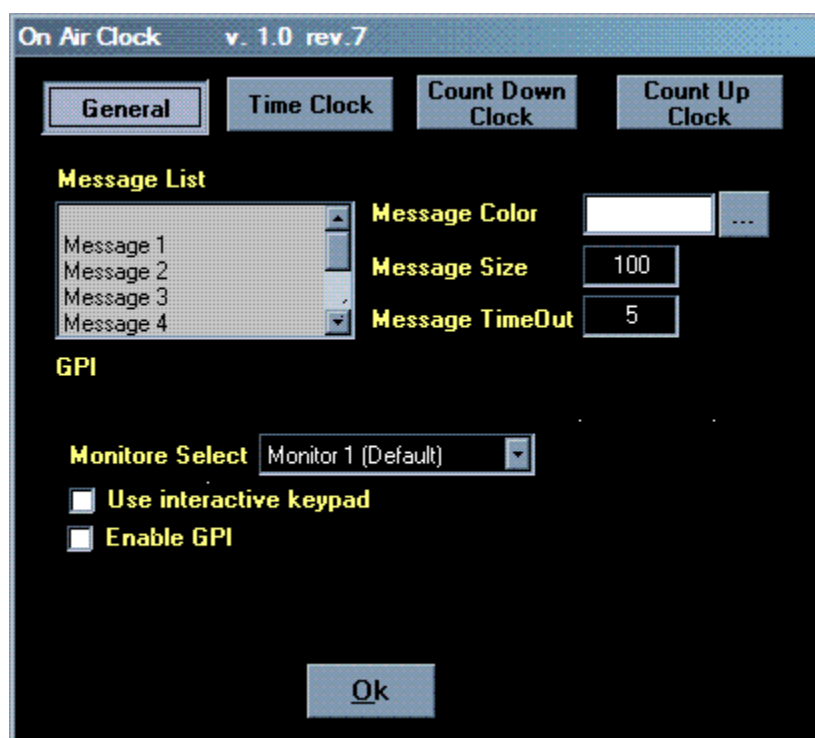 On Air Clock v. 1.0 rev.7
General
Time Clock
Count Down
Clock
Count Up
Clock
Message List
Message 1
Message 2
Message 3
Message 4
Message Color
...
Message Size
100
Message TimeOut
5
GPI
Monitore Select
Monitor 1 (Default)
Use interactive keypad
Enable GPI
Ok